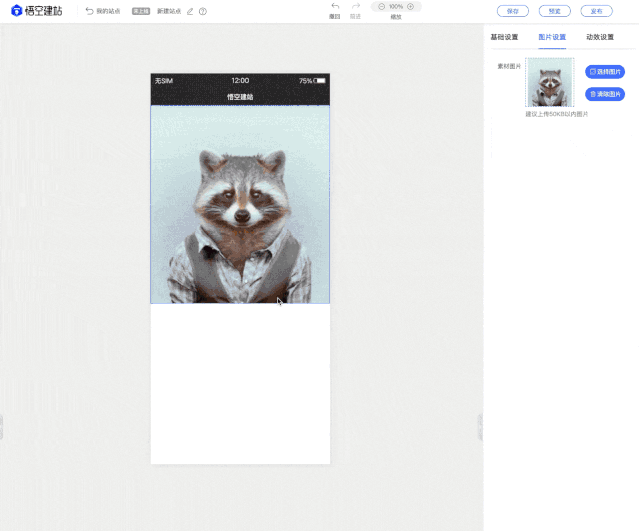 悟空建站
我的站点
未上线 新建站点
撤回 前进
100%
缩放
保存 预览 发布
基础设置 图片设置 动效设置
素材图片
选择图片
清除图片
建议上传50KB以内图片
无SIM 12:00 75%
悟空建站